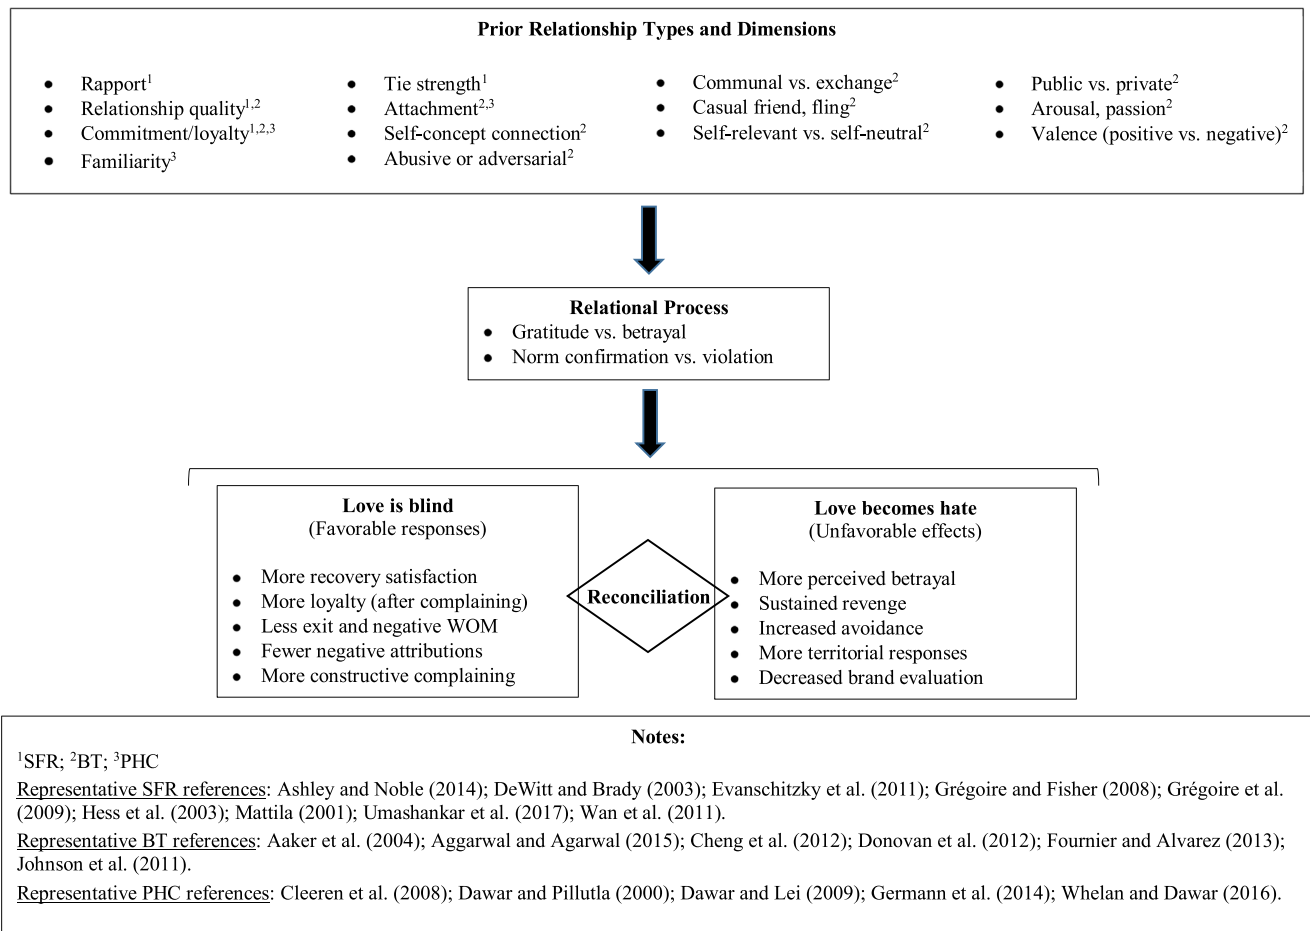 Prior Relationship Types and Dimensions
• Rapport¹
• Relationship quality¹,²
• Commitment/loyalty¹,²,³
• Familiarity³
• Tie strength¹
• Attachment²,³
• Self-concept connection²
• Abusive or adversarial²
• Communal vs. exchange²
• Casual friend, fling²
• Self-relevant vs. self-neutral²
• Public vs. private²
• Arousal, passion²
• Valence (positive vs. negative)²
Relational Process
• Gratitude vs. betrayal
• Norm confirmation vs. violation
Love is blind
(Favorable responses)
• More recovery satisfaction
• More loyalty (after complaining)
• Less exit and negative WOM
• Fewer negative attributions
• More constructive complaining
Reconciliation
Love becomes hate
(Unfavorable effects)
• More perceived betrayal
• Sustained revenge
• Increased avoidance
• More territorial responses
• Decreased brand evaluation
Notes:
¹SFR; ²BT; ³PHC
Representative SFR references: Ashley and Noble (2014); DeWitt and Brady (2003); Evanschitzky et al. (2011); Grégoire and Fisher (2008); Grégoire et al.
(2009); Hess et al. (2003); Mattila (2001); Umashankar et al. (2017); Wan et al. (2011).
Representative BT references: Aaker et al. (2004); Aggarwal and Agarwal (2015); Cheng et al. (2012); Donovan et al. (2012); Fournier and Alvarez (2013);
Johnson et al. (2011).
Representative PHC references: Cleeren et al. (2008); Dawar and Pillutla (2000); Dawar and Lei (2009); Germann et al. (2014); Whelan and Dawar (2016).